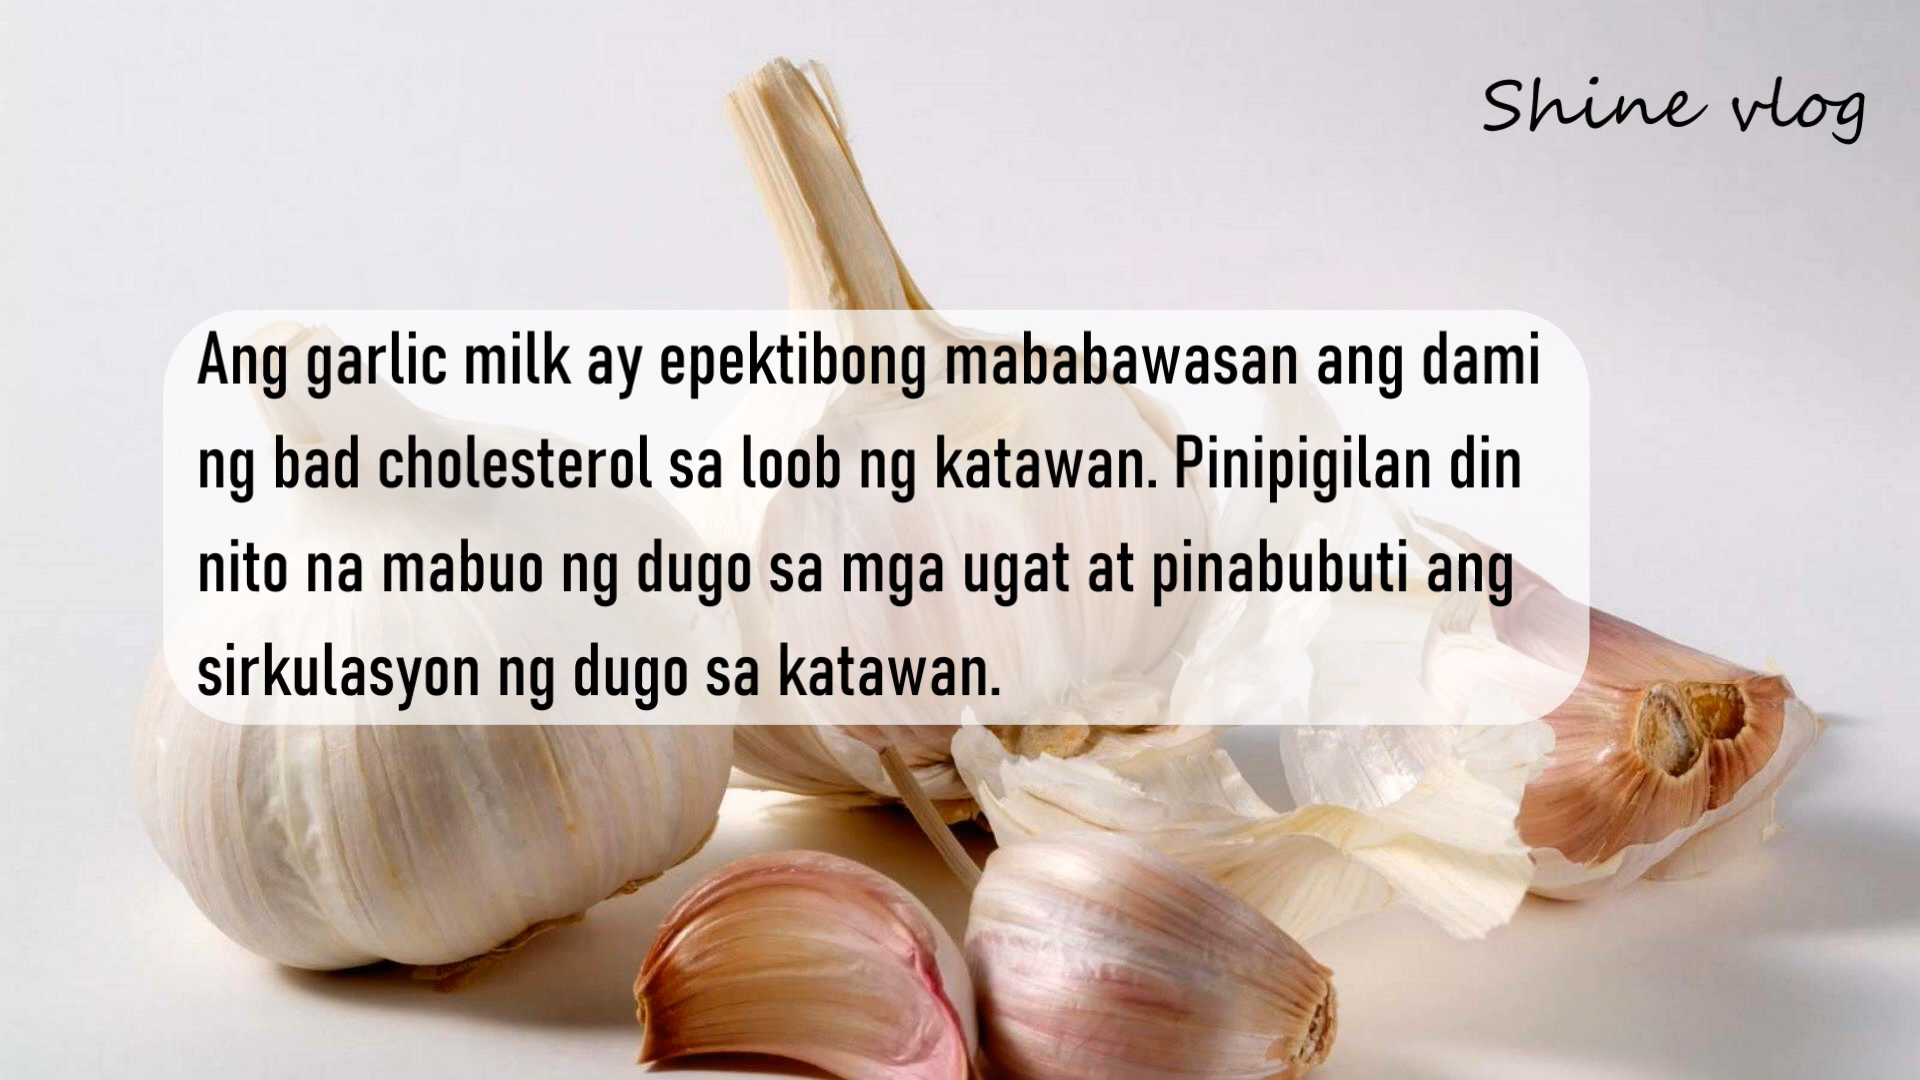 Shine vlog
Ang garlic milk ay epektibong mababawasan ang dami
ng bad cholesterol sa loob ng katawan. Pinipigilan din
nito na mabuo ng dugo sa mga ugat at pinabubuti ang
sirkulasyon ng dugo sa katawan.